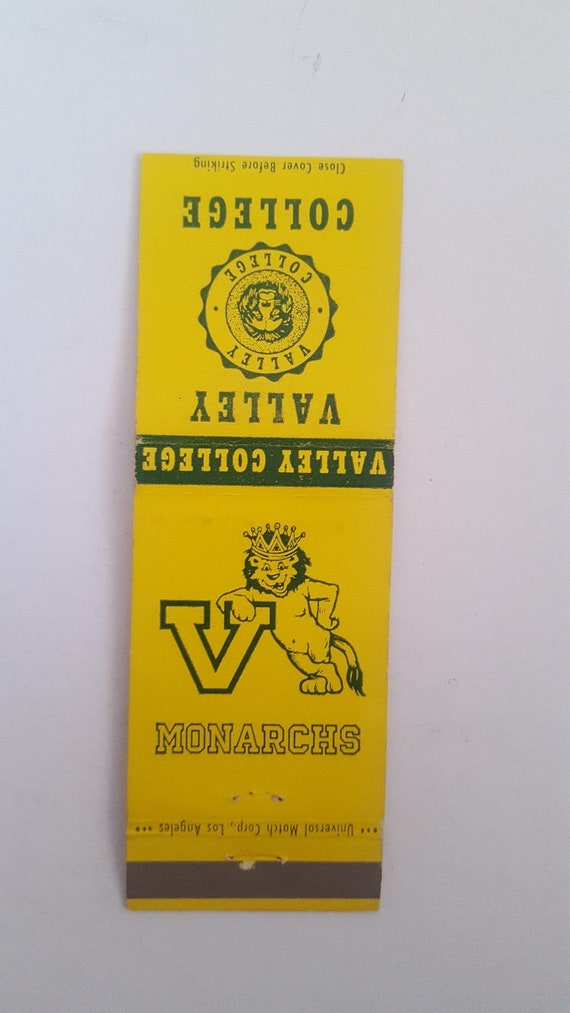 Close Cover Before Striking
VALLEY
VALLEY
COLLEGE
COLLEGE
VALLEY COLLEGE
V
MONARCHS
••• Universal Match Corp., Los Angeles •••